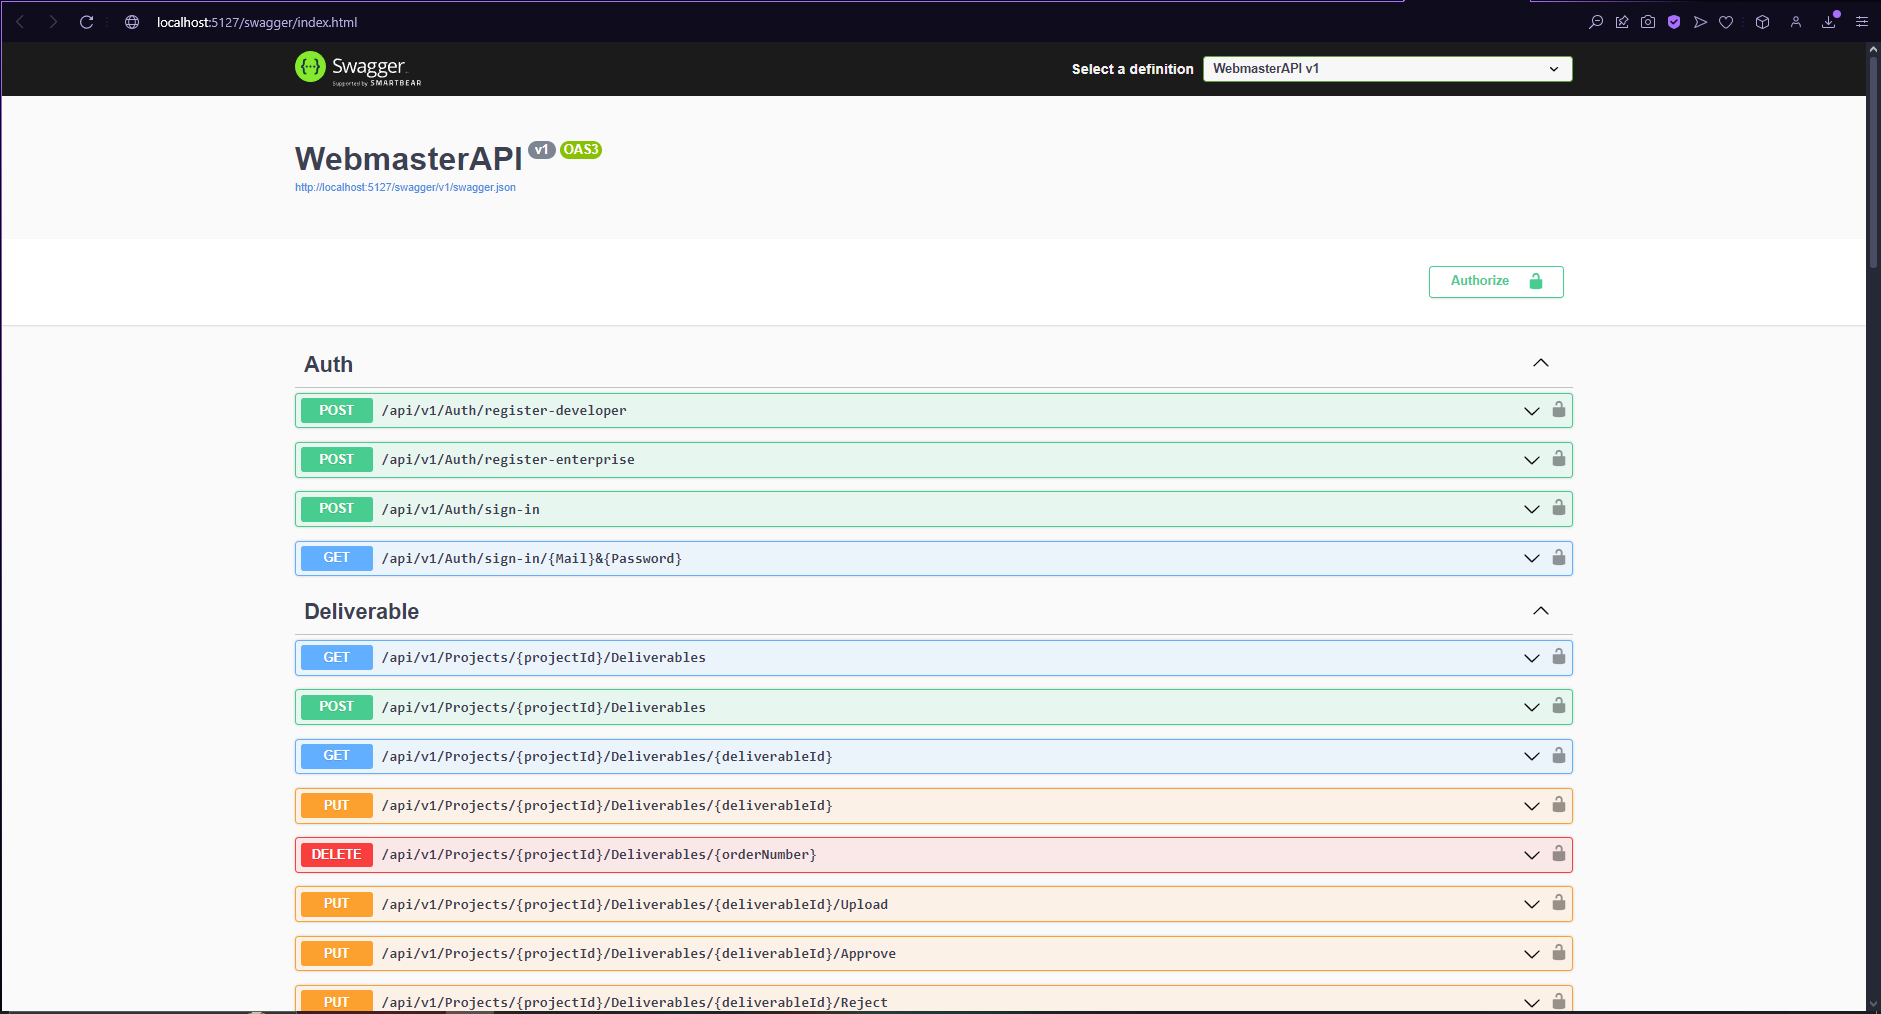 localhost:5127/swagger/index.html
Swagger
Supported by SMARTBEAR
Select a definition
WebmasterAPI v1
WebmasterAPI v1 OAS3
http://localhost:5127/swagger/v1/swagger.json
Authorize
Auth
POST /api/v1/Auth/register-developer
POST /api/v1/Auth/register-enterprise
POST /api/v1/Auth/sign-in
GET /api/v1/Auth/sign-in/{Mail}&{Password}
Deliverable
GET /api/v1/Projects/{projectId}/Deliverables
POST /api/v1/Projects/{projectId}/Deliverables
GET /api/v1/Projects/{projectId}/Deliverables/{deliverableId}
PUT /api/v1/Projects/{projectId}/Deliverables/{deliverableId}
DELETE /api/v1/Projects/{projectId}/Deliverables/{orderNumber}
PUT /api/v1/Projects/{projectId}/Deliverables/{deliverableId}/Upload
PUT /api/v1/Projects/{projectId}/Deliverables/{deliverableId}/Approve
PUT /api/v1/Projects/{projectId}/Deliverables/{deliverableId}/Reject